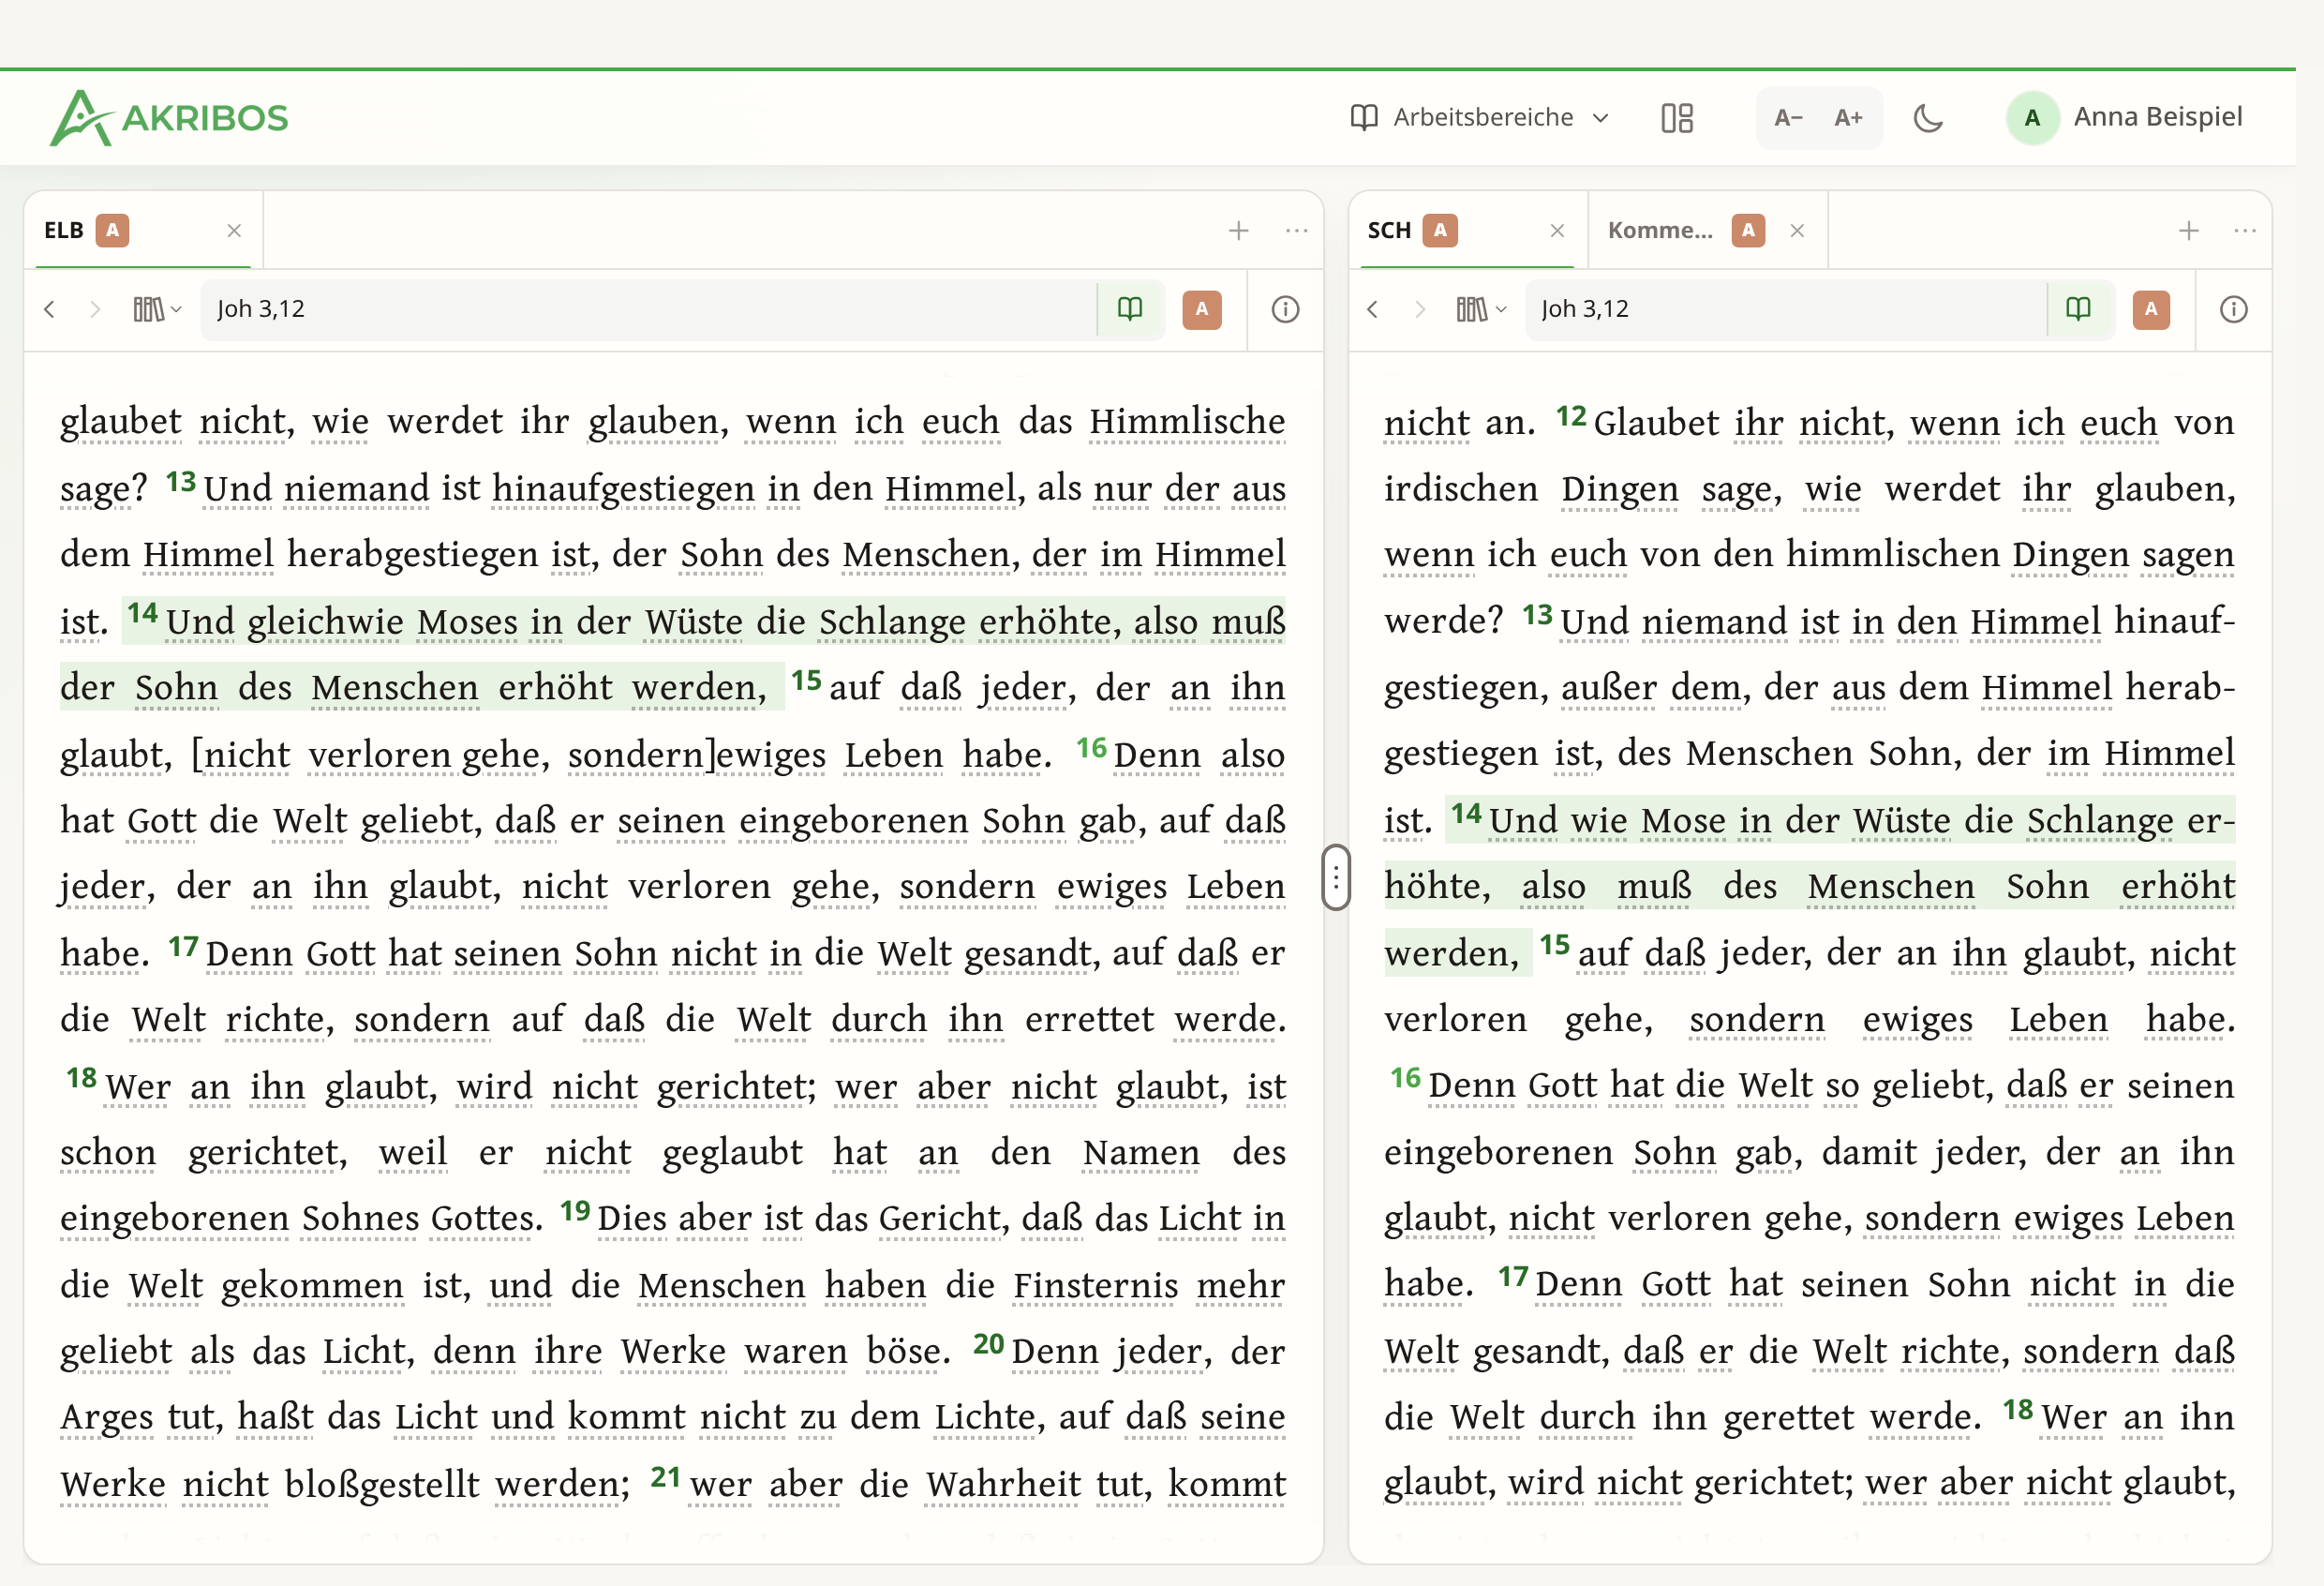 AKRIBOS
Arbeitsbereiche
A− A+
A Anna Beispiel
ELB A
Joh 3,12 A
glaubet nicht, wie werdet ihr glauben, wenn ich euch das Himmlische
sage? 13 Und niemand ist hinaufgestiegen in den Himmel, als nur der aus
dem Himmel herabgestiegen ist, der Sohn des Menschen, der im Himmel
ist. 14 Und gleichwie Moses in der Wüste die Schlange erhöhte, also muß
der Sohn des Menschen erhöht werden, 15 auf daß jeder, der an ihn
glaubt, [nicht verloren gehe, sondern]ewiges Leben habe. 16 Denn also
hat Gott die Welt geliebt, daß er seinen eingeborenen Sohn gab, auf daß
jeder, der an ihn glaubt, nicht verloren gehe, sondern ewiges Leben
habe. 17 Denn Gott hat seinen Sohn nicht in die Welt gesandt, auf daß er
die Welt richte, sondern auf daß die Welt durch ihn errettet werde.
18 Wer an ihn glaubt, wird nicht gerichtet; wer aber nicht glaubt, ist
schon gerichtet, weil er nicht geglaubt hat an den Namen des
eingeborenen Sohnes Gottes. 19 Dies aber ist das Gericht, daß das Licht in
die Welt gekommen ist, und die Menschen haben die Finsternis mehr
geliebt als das Licht, denn ihre Werke waren böse. 20 Denn jeder, der
Arges tut, haßt das Licht und kommt nicht zu dem Lichte, auf daß seine
Werke nicht bloßgestellt werden; 21 wer aber die Wahrheit tut, kommt
SCH A
Komme... A
Joh 3,12 A
nicht an. 12 Glaubet ihr nicht, wenn ich euch von
irdischen Dingen sage, wie werdet ihr glauben,
wenn ich euch von den himmlischen Dingen sagen
werde? 13 Und niemand ist in den Himmel hinauf-
gestiegen, außer dem, der aus dem Himmel herab-
gestiegen ist, des Menschen Sohn, der im Himmel
ist. 14 Und wie Mose in der Wüste die Schlange er-
höhte, also muß des Menschen Sohn erhöht
werden, 15 auf daß jeder, der an ihn glaubt, nicht
verloren gehe, sondern ewiges Leben habe.
16 Denn Gott hat die Welt so geliebt, daß er seinen
eingeborenen Sohn gab, damit jeder, der an ihn
glaubt, nicht verloren gehe, sondern ewiges Leben
habe. 17 Denn Gott hat seinen Sohn nicht in die
Welt gesandt, daß er die Welt richte, sondern daß
die Welt durch ihn gerettet werde. 18 Wer an ihn
glaubt, wird nicht gerichtet; wer aber nicht glaubt,